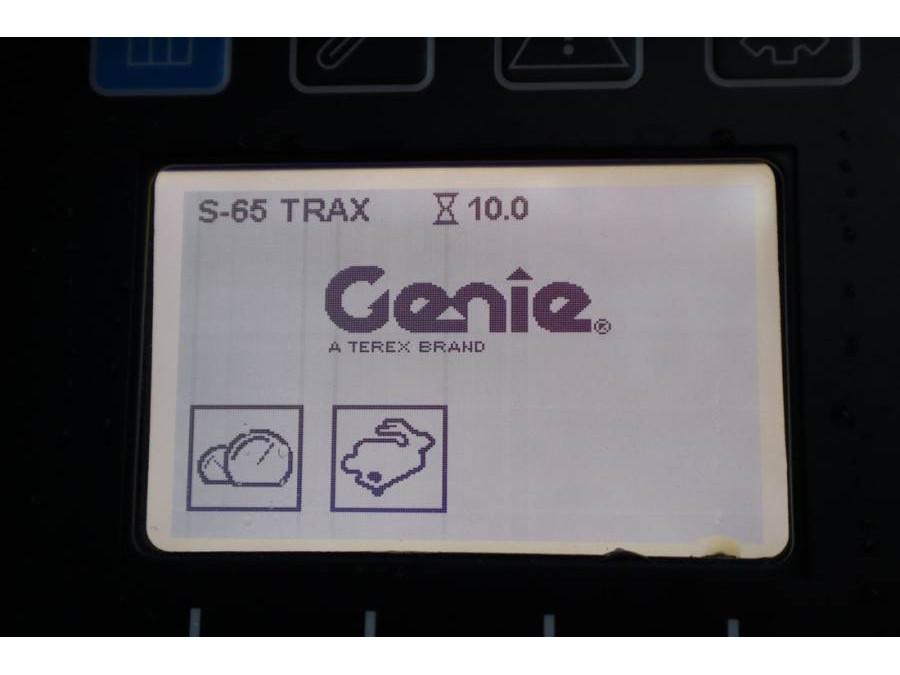 S-65 TRAX 10.0
Genie®
A TEREX BRAND